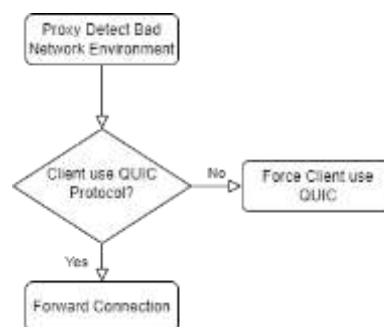 Proxy Detect Bad
Network Environment
Client use QUIC
Protocol?
No
Force Client use
QUIC
Yes
Forward Connection